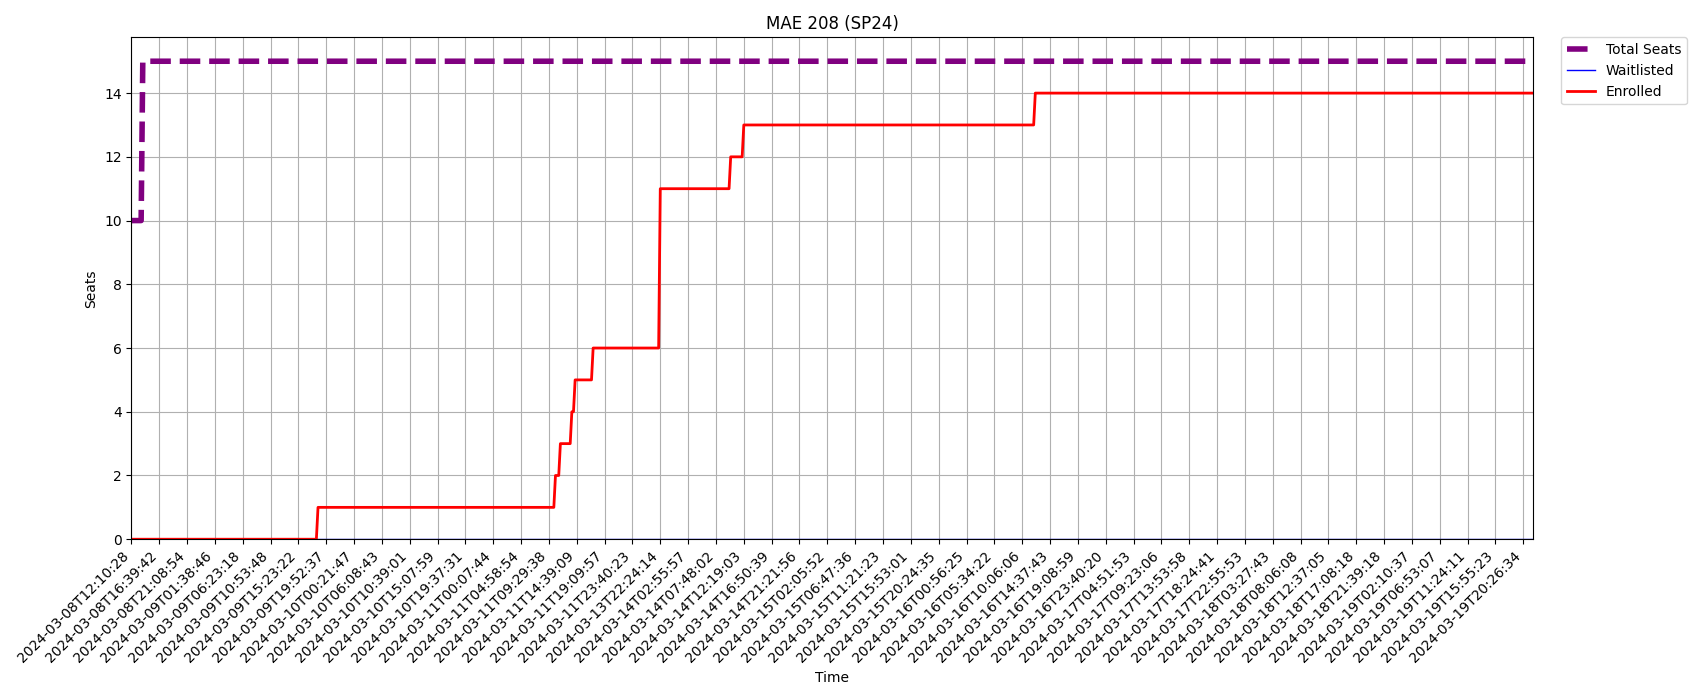 MAE 208 (SP24)
Total Seats
Waitlisted
Enrolled
Seats
14
12
10
8
6
4
2
0
2024-03-08T12:10:28
2024-03-08T16:39:42
2024-03-08T21:08:54
2024-03-09T01:38:46
2024-03-09T06:23:18
2024-03-09T10:53:48
2024-03-09T15:23:22
2024-03-09T19:52:37
2024-03-10T00:21:47
2024-03-10T06:08:43
2024-03-10T10:39:01
2024-03-10T15:07:59
2024-03-10T19:37:31
2024-03-11T00:07:44
2024-03-11T04:58:54
2024-03-11T09:29:38
2024-03-11T14:39:09
2024-03-11T19:09:57
2024-03-11T23:40:23
2024-03-13T22:24:14
2024-03-14T02:55:57
2024-03-14T07:48:02
2024-03-14T12:19:03
2024-03-14T16:50:39
2024-03-14T21:21:56
2024-03-15T02:05:52
2024-03-15T06:47:36
2024-03-15T11:21:23
2024-03-15T15:53:01
2024-03-15T20:24:35
2024-03-16T00:56:25
2024-03-16T05:34:22
2024-03-16T10:06:06
2024-03-16T14:37:43
2024-03-16T19:08:59
2024-03-16T23:40:20
2024-03-17T04:51:53
2024-03-17T09:23:06
2024-03-17T13:53:58
2024-03-17T18:24:41
2024-03-17T22:55:53
2024-03-18T03:27:43
2024-03-18T08:06:08
2024-03-18T12:37:05
2024-03-18T17:08:18
2024-03-18T21:39:18
2024-03-19T02:10:37
2024-03-19T06:53:07
2024-03-19T11:24:11
2024-03-19T15:55:23
2024-03-19T20:26:34
Time